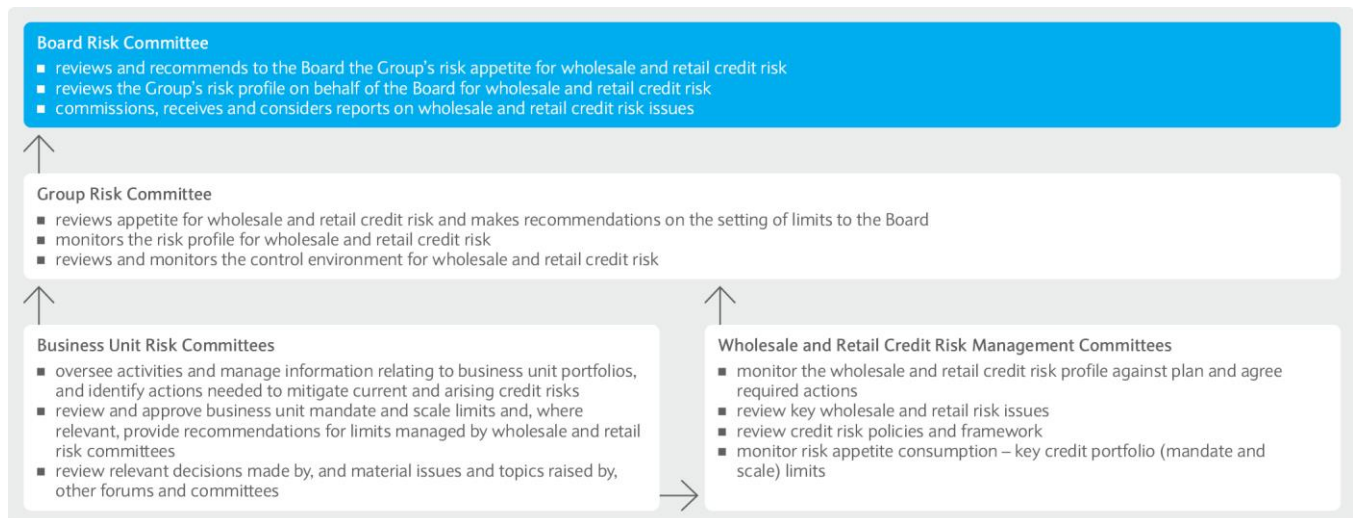 Board Risk Committee
■ reviews and recommends to the Board the Group’s risk appetite for wholesale and retail credit risk
■ reviews the Group’s risk profile on behalf of the Board for wholesale and retail credit risk
■ commissions, receives and considers reports on wholesale and retail credit risk issues
Group Risk Committee
■ reviews appetite for wholesale and retail credit risk and makes recommendations on the setting of limits to the Board
■ monitors the risk profile for wholesale and retail credit risk
■ reviews and monitors the control environment for wholesale and retail credit risk
Business Unit Risk Committees
■ oversee activities and manage information relating to business unit portfolios,
and identify actions needed to mitigate current and arising credit risks
■ review and approve business unit mandate and scale limits and, where
relevant, provide recommendations for limits managed by wholesale and retail
risk committees
■ review relevant decisions made by, and material issues and topics raised by,
other forums and committees
Wholesale and Retail Credit Risk Management Committees
■ monitor the wholesale and retail credit risk profile against plan and agree
required actions
■ review key wholesale and retail risk issues
■ review credit risk policies and framework
■ monitor risk appetite consumption – key credit portfolio (mandate and
scale) limits